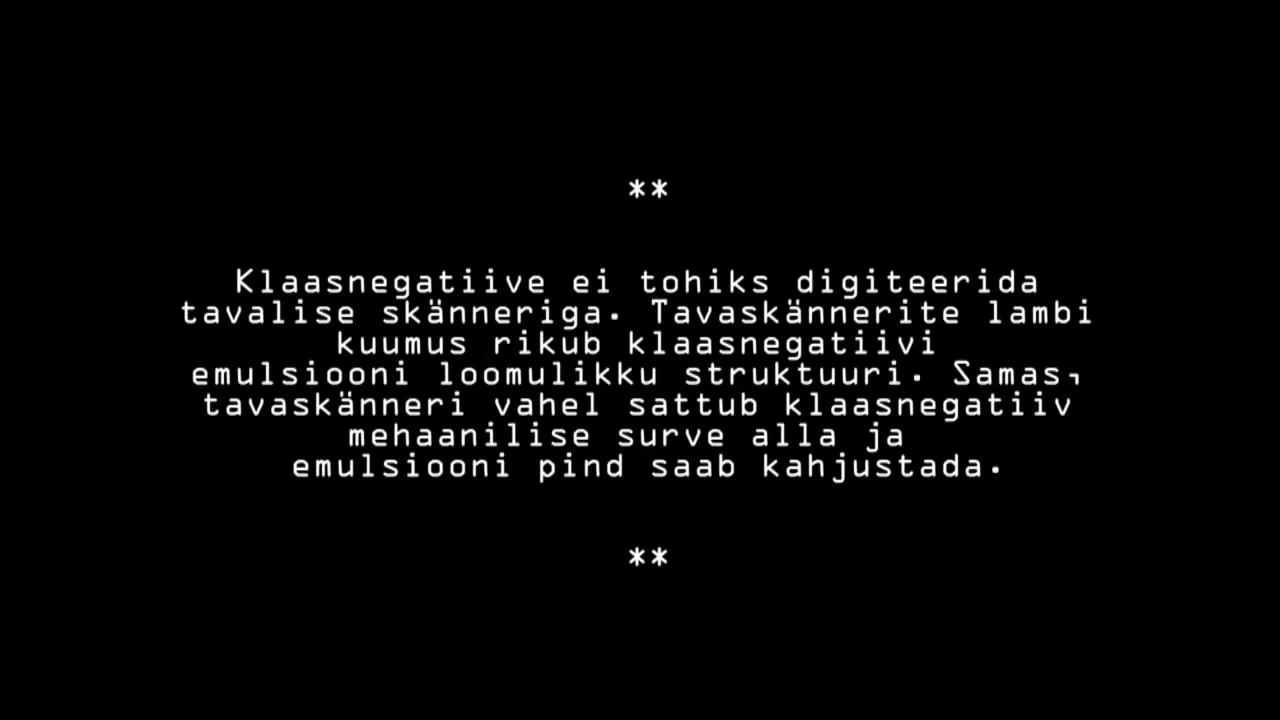 **
Klaasnegatiive ei tohiks digiteerida
tavalise skänneriga. Tavaskännerite lambi
kuumus rikub klaasnegatiivi
emulsiooni loomulikku struktuuri. Samas,
tavaskänneri vahel sattub klaasnegatiiv
mehaanilise surve alla ja
emulsiooni pind saab kahjustada.
**